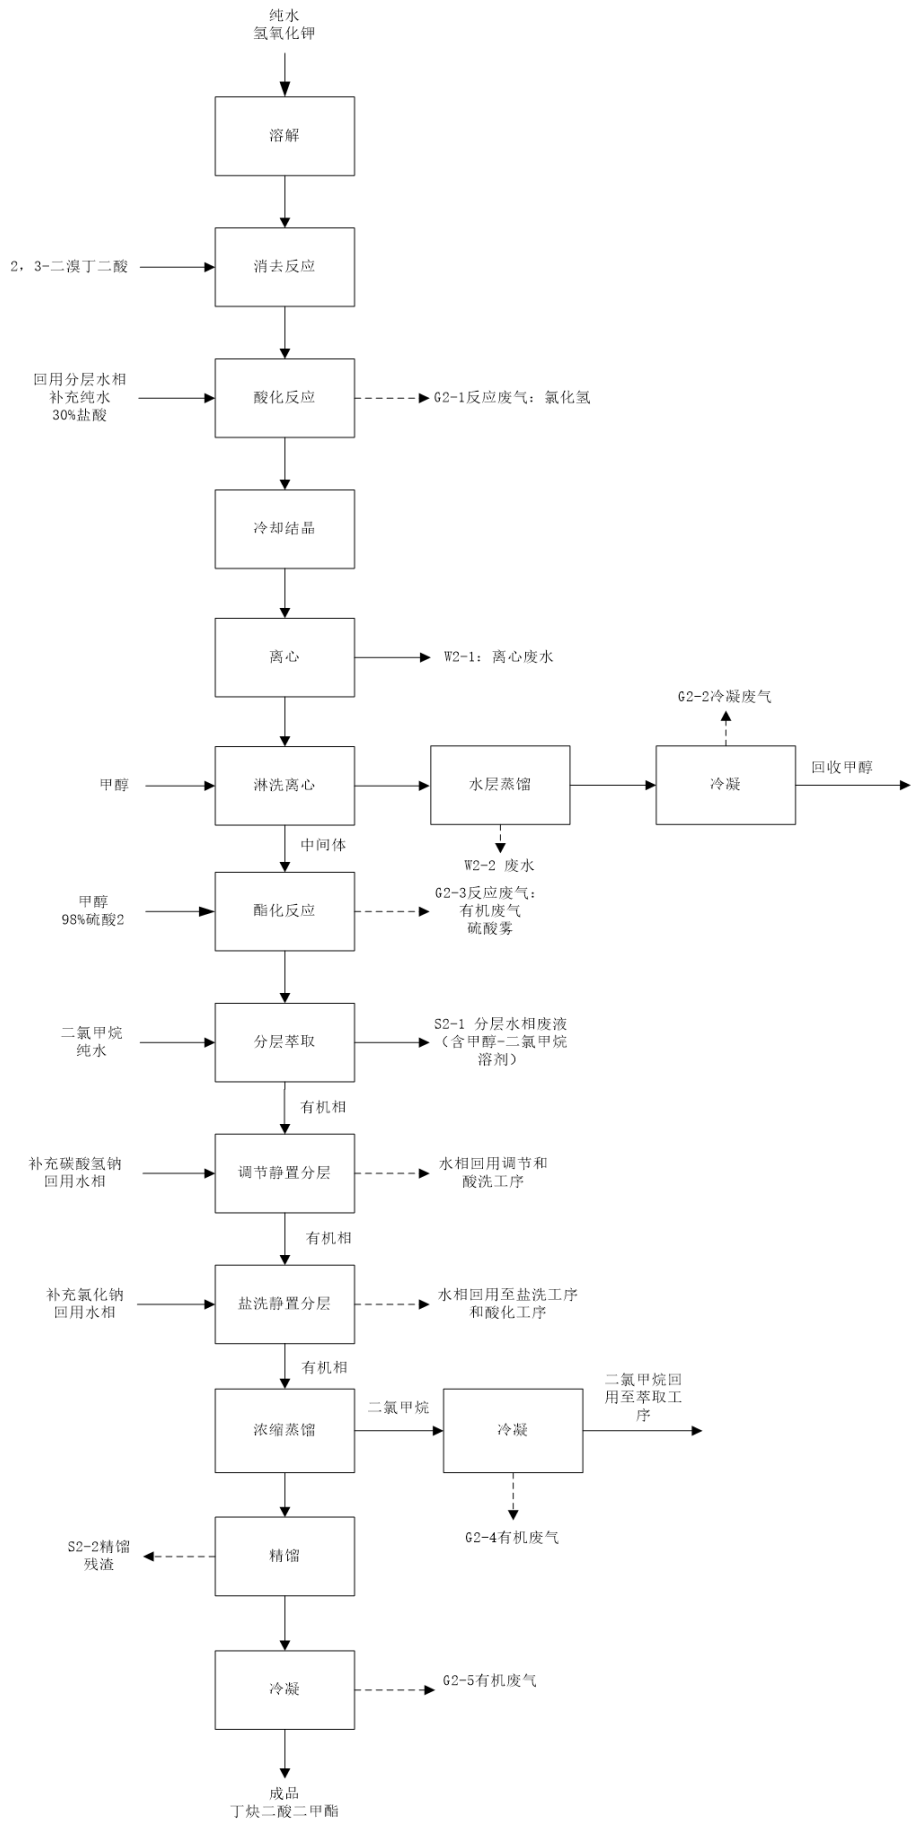 纯水
氢氧化钾
溶解
2，3-二溴丁二酸
消去反应
回用分层水相
补充纯水
30%盐酸
酸化反应
G2-1反应废气：氯化氢
冷却结晶
离心
W2-1：离心废水
G2-2冷凝废气
甲醇
淋洗离心
水层蒸馏
冷凝
回收甲醇
中间体
W2-2 废水
甲醇
98%硫酸2
酯化反应
G2-3反应废气：
有机废气
硫酸雾
二氯甲烷
纯水
分层萃取
S2-1 分层水相废液
（含甲醇-二氯甲烷
溶剂）
有机相
补充碳酸氢钠
回用水相
调节静置分层
水相回用调节和
酸洗工序
有机相
补充氯化钠
回用水相
盐洗静置分层
水相回用至盐洗工序
和酸化工序
有机相
浓缩蒸馏
二氯甲烷
冷凝
二氯甲烷回
用至萃取工
序
G2-4有机废气
S2-2精馏
残渣
精馏
冷凝
G2-5有机废气
成品
丁炔二酸二甲酯